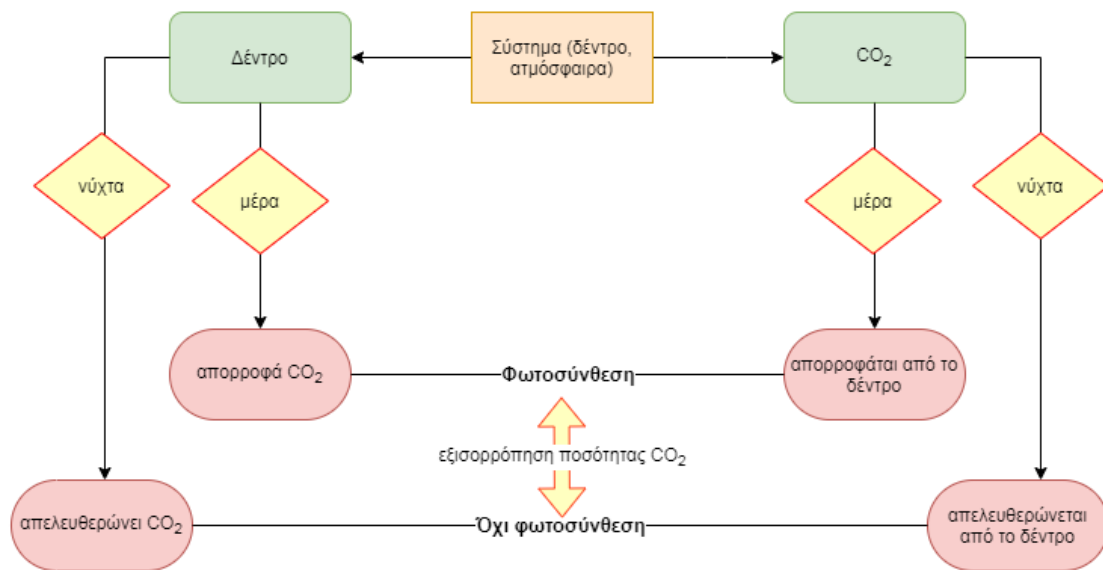 Δέντρο
Σύστημα (δέντρο,
ατμόσφαιρα)
CO₂
νύχτα
μέρα
μέρα
νύχτα
απορροφά CO₂
Φωτοσύνθεση
απορροφάται από το
δέντρο
εξισορρόπηση ποσότητας CO₂
απελευθερώνει CO₂
Όχι φωτοσύνθεση
απελευθερώνεται
από το δέντρο